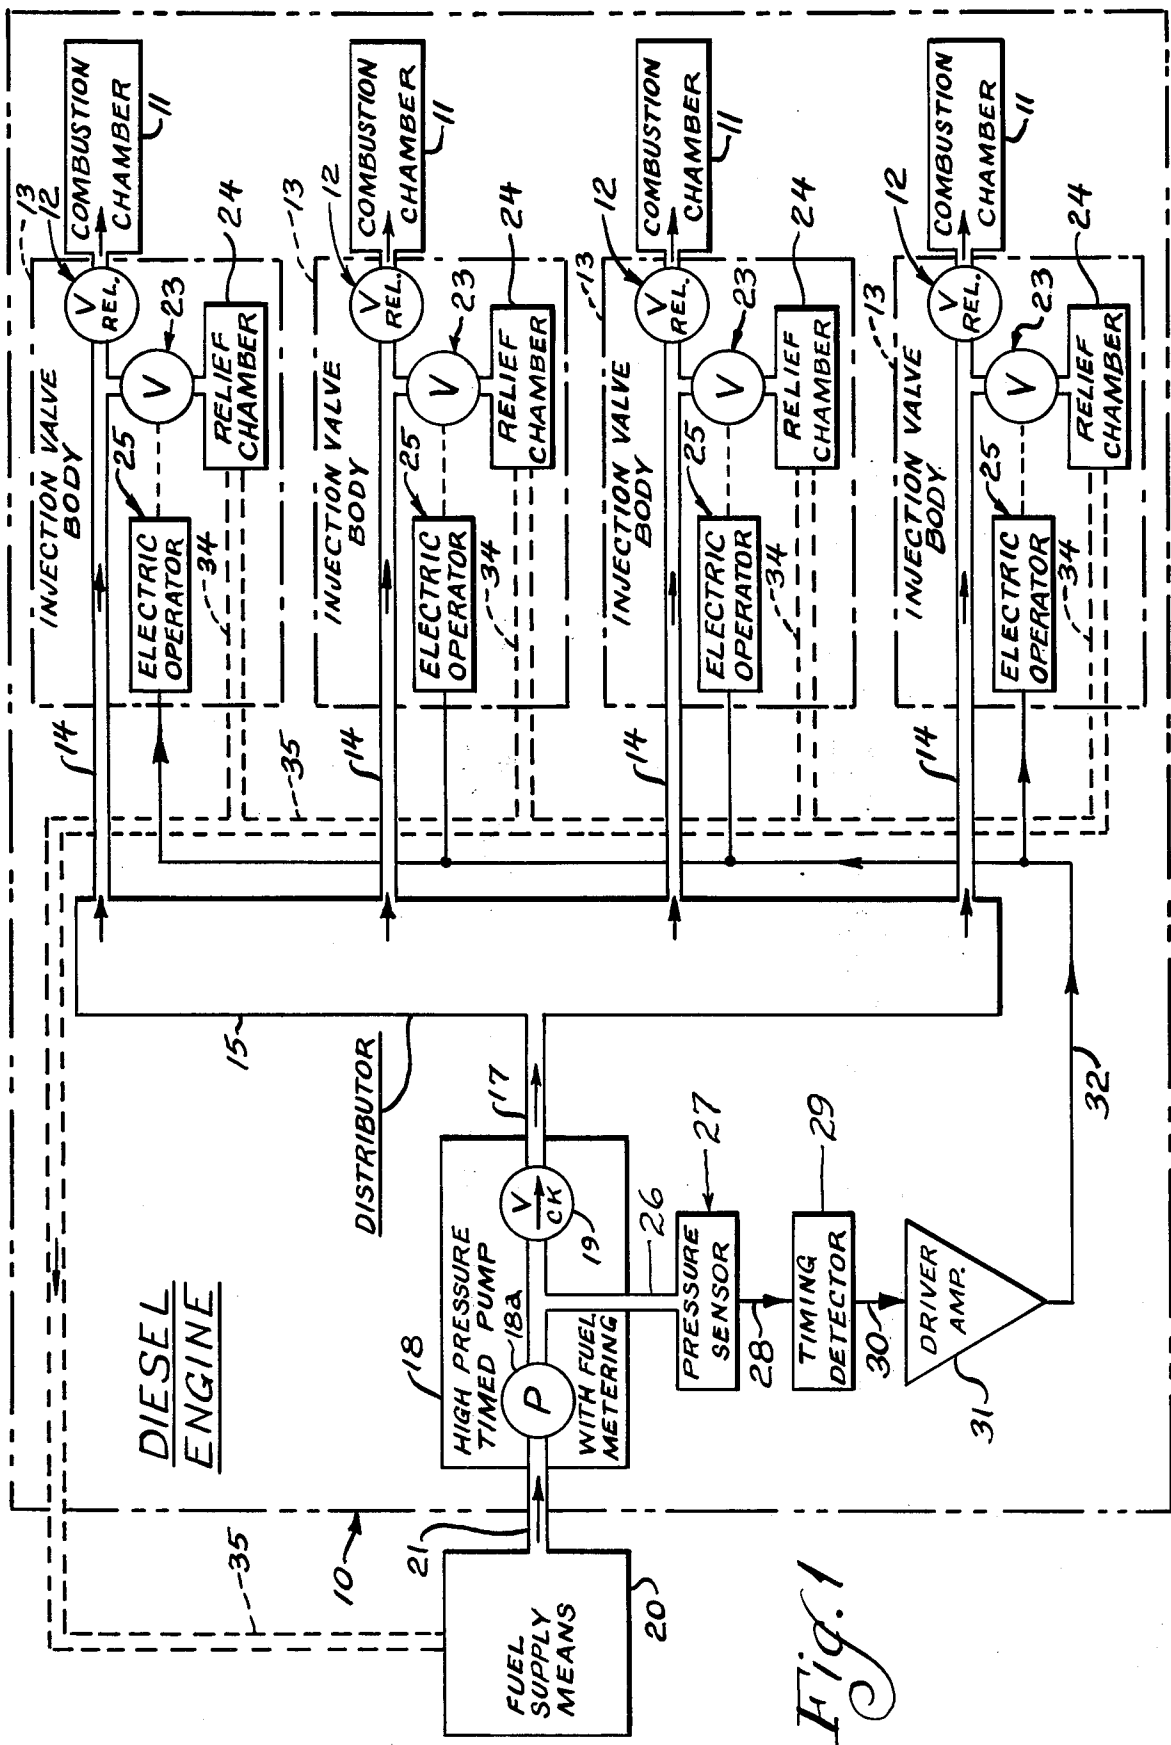 DIESEL
ENGINE
10
FUEL
SUPPLY
MEANS
20
21
35
18
HIGH PRESSURE
TIMED PUMP
18a
P
WITH FUEL
METERING
V
CK
19
17
26
PRESSURE
SENSOR
27
28
TIMING
DETECTOR
29
30
DRIVER
AMP.
31
32
DISTRIBUTOR
15
35
14
INJECTION VALVE
BODY
13
12
V
REL.
COMBUSTION
CHAMBER
11
V
23
RELIEF
CHAMBER
24
25
ELECTRIC
OPERATOR
34
14
INJECTION VALVE
BODY
13
12
V
REL.
COMBUSTION
CHAMBER
11
V
23
RELIEF
CHAMBER
24
25
ELECTRIC
OPERATOR
34
14
INJECTION VALVE
BODY
13
12
V
REL.
COMBUSTION
CHAMBER
11
V
23
RELIEF
CHAMBER
24
25
ELECTRIC
OPERATOR
34
14
INJECTION VALVE
BODY
13
12
V
REL.
COMBUSTION
CHAMBER
11
V
23
RELIEF
CHAMBER
24
25
ELECTRIC
OPERATOR
34
Fig. 1